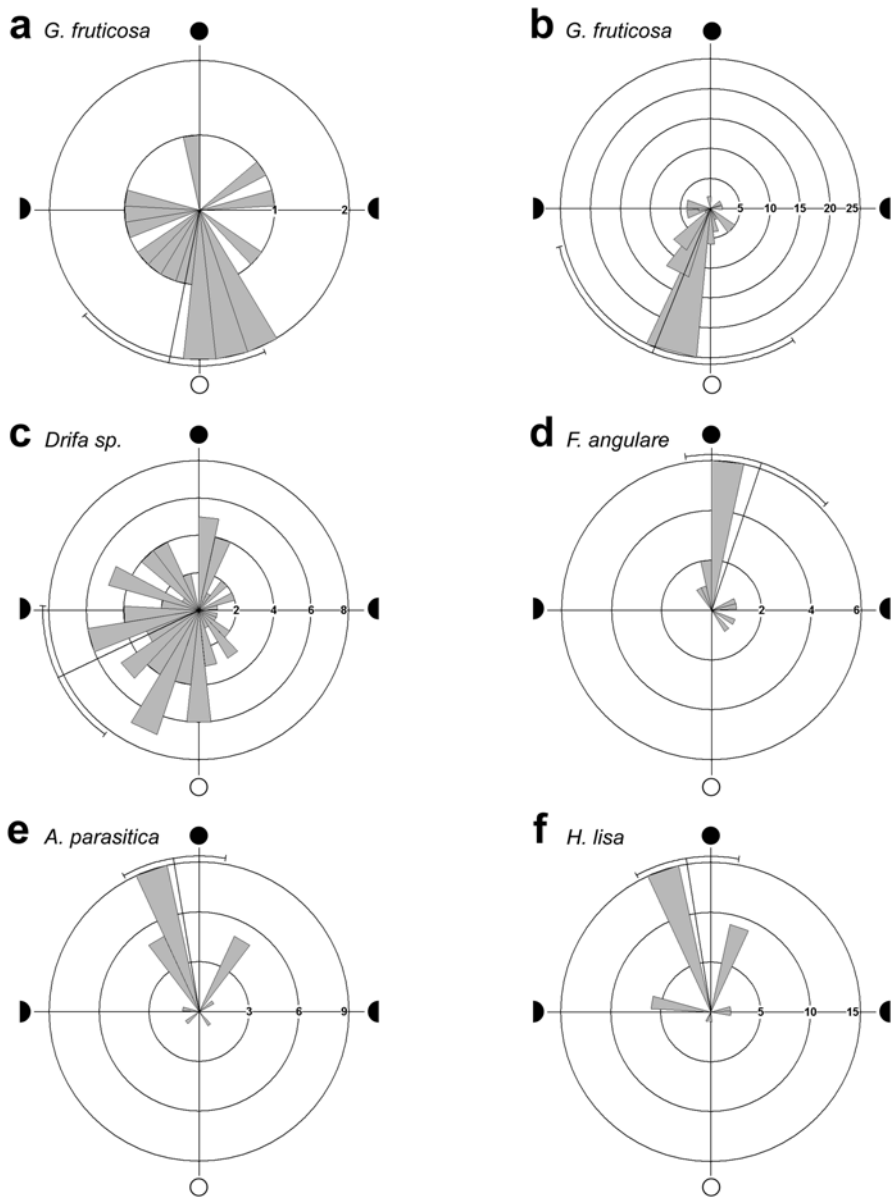 a G. fruticosa
1 2
b G. fruticosa
5 10 15 20 25
c Drifa sp.
2 4 6 8
d F. angulare
2 4 6
e A. parasitica
3 6 9
f H. lisa
5 10 15